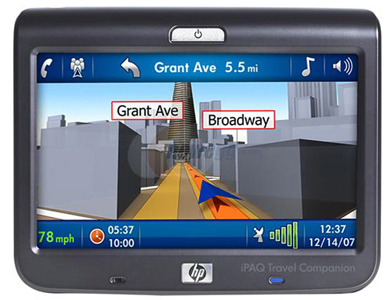 Grant Ave 5.5 mi
Grant Ave
Broadway
78 mph
05:37
10:00
12:37
12/14/07
hp
iPAQ Travel Companion